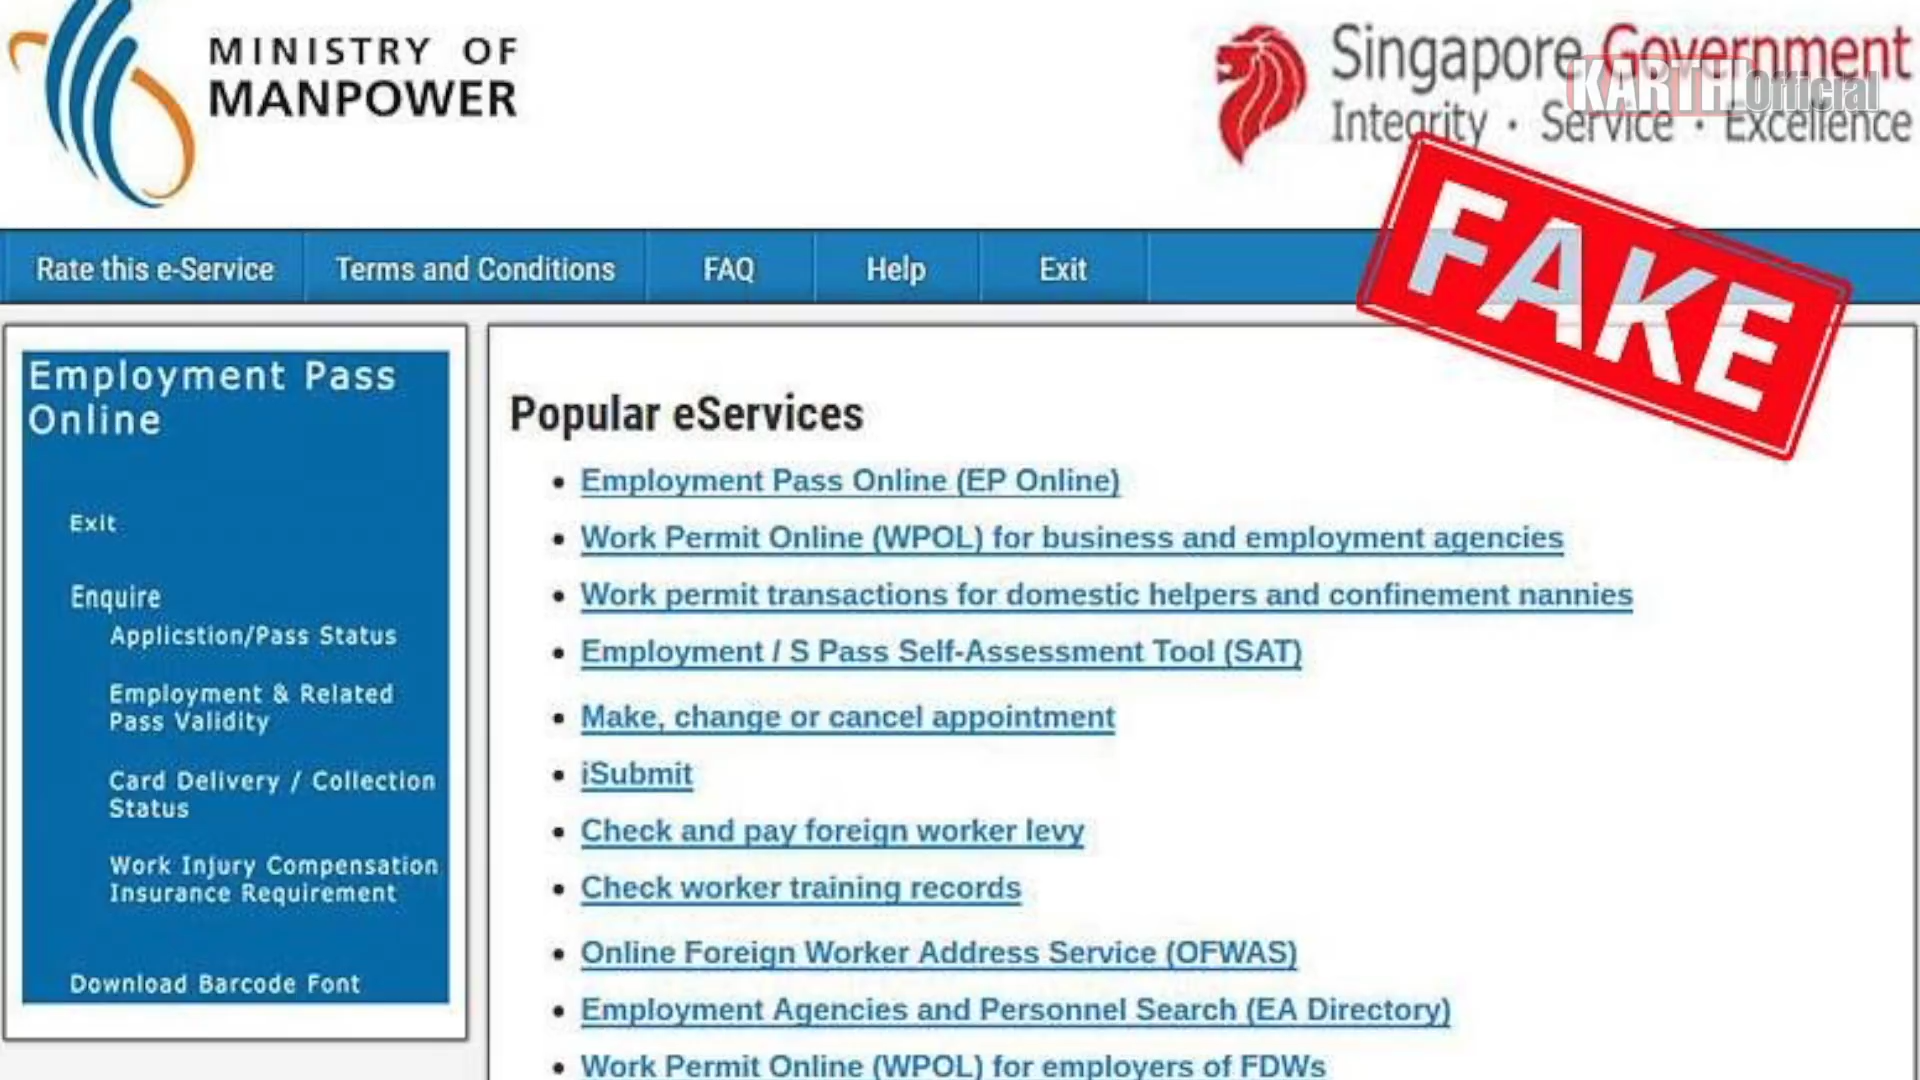 MINISTRY OF
MANPOWER
Singapore Government
Integrity · Service · Excellence
KARTHI Official
FAKE
Rate this e-Service
Terms and Conditions
FAQ
Help
Exit
Employment Pass
Online
Exit
Enquire
Applicstion/Pass Status
Employment & Related
Pass Validity
Card Delivery / Collection
Status
Work Injury Compensation
Insurance Requirement
Download Barcode Font
Popular eServices
Employment Pass Online (EP Online)
Work Permit Online (WPOL) for business and employment agencies
Work permit transactions for domestic helpers and confinement nannies
Employment / S Pass Self-Assessment Tool (SAT)
Make, change or cancel appointment
iSubmit
Check and pay foreign worker levy
Check worker training records
Online Foreign Worker Address Service (OFWAS)
Employment Agencies and Personnel Search (EA Directory)
Work Permit Online (WPOL) for employers of FDWs